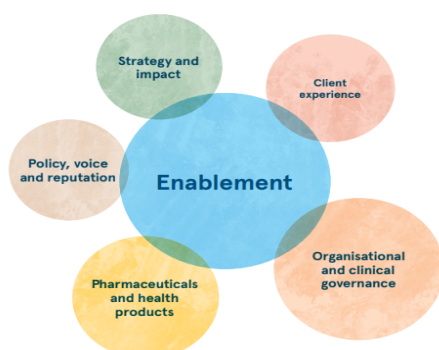 Strategy and
impact
Client
experience
Policy, voice
and reputation
Enablement
Organisational
and clinical
governance
Pharmaceuticals
and health
products